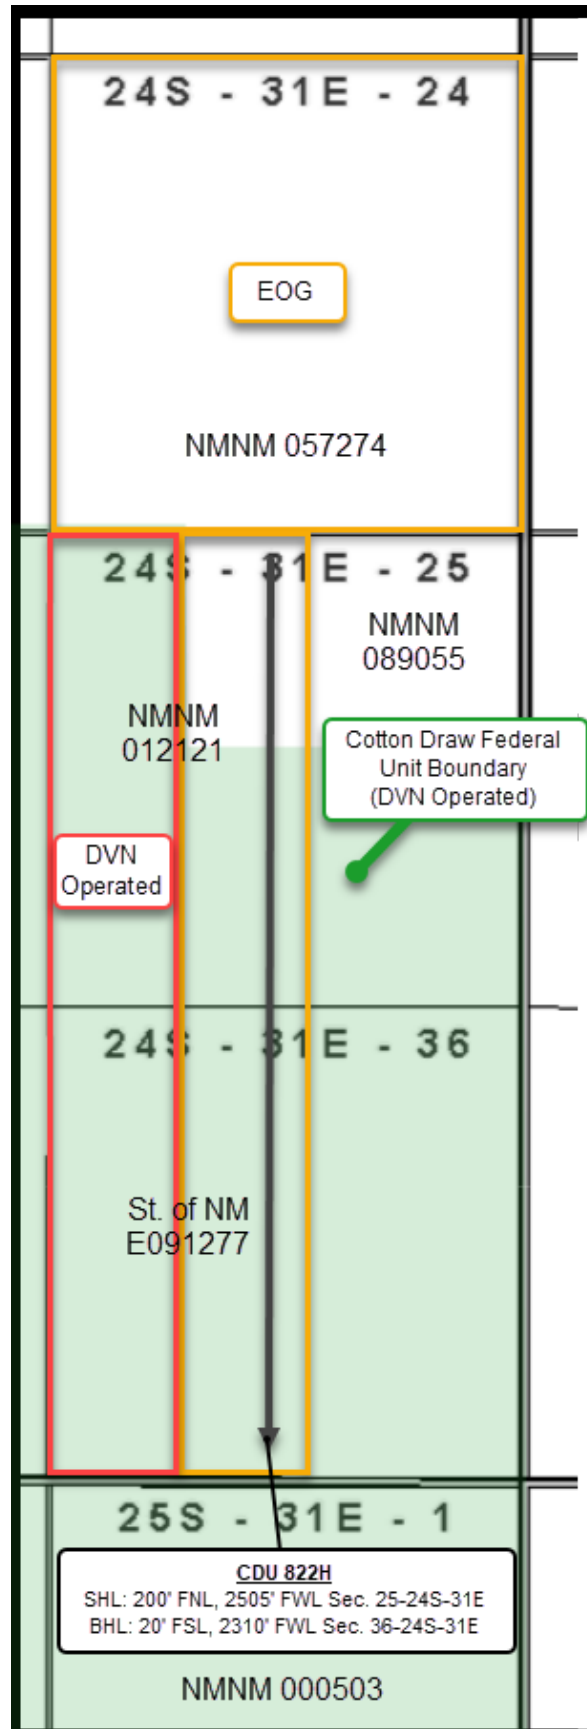 24S - 31E - 24
EOG
NMNM 057274
24S - 31E - 25
NMNM
089055
NMNM
012121
Cotton Draw Federal
Unit Boundary
(DVN Operated)
DVN
Operated
24S - 31E - 36
St. of NM
E091277
25S - 31E - 1
CDU 822H
SHL: 200' FNL, 2505' FWL Sec. 25-24S-31E
BHL: 20' FSL, 2310' FWL Sec. 36-24S-31E
NMNM 000503